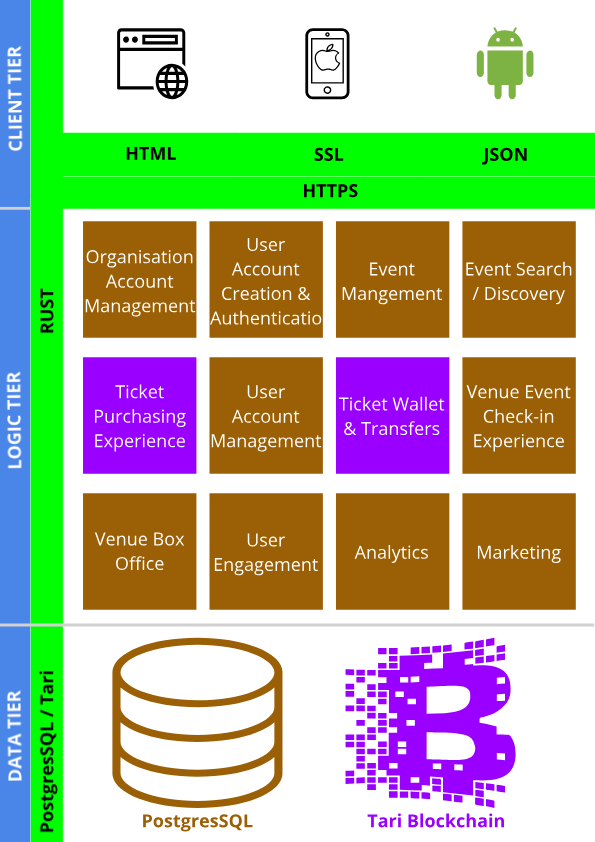 CLIENT TIER
HTML
SSL
JSON
HTTPS
LOGIC TIER
RUST
Organisation
Account
Management
User
Account
Creation &
Authenticatio
Event
Mangement
Event Search
/ Discovery
Ticket
Purchasing
Experience
User
Account
Management
Ticket Wallet
& Transfers
Venue Event
Check-in
Experience
Venue Box
Office
User
Engagement
Analytics
Marketing
DATA TIER
PostgresSQL / Tari
PostgresSQL
Tari Blockchain